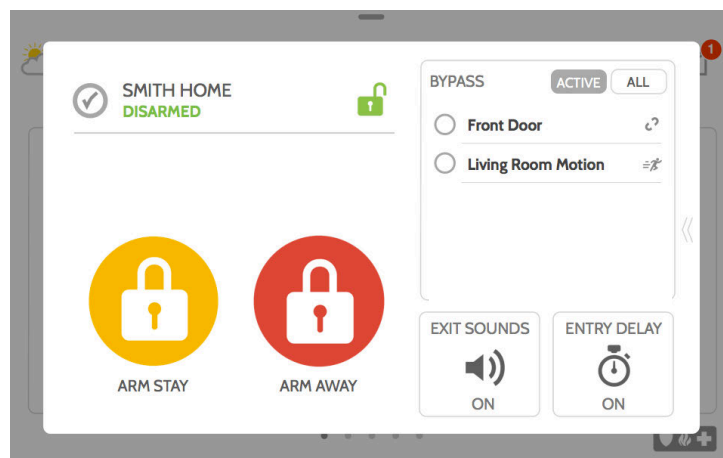 SMITH HOME
DISARMED
ARM STAY
ARM AWAY
BYPASS
ACTIVE
ALL
Front Door
Living Room Motion
EXIT SOUNDS
ON
ENTRY DELAY
ON
1